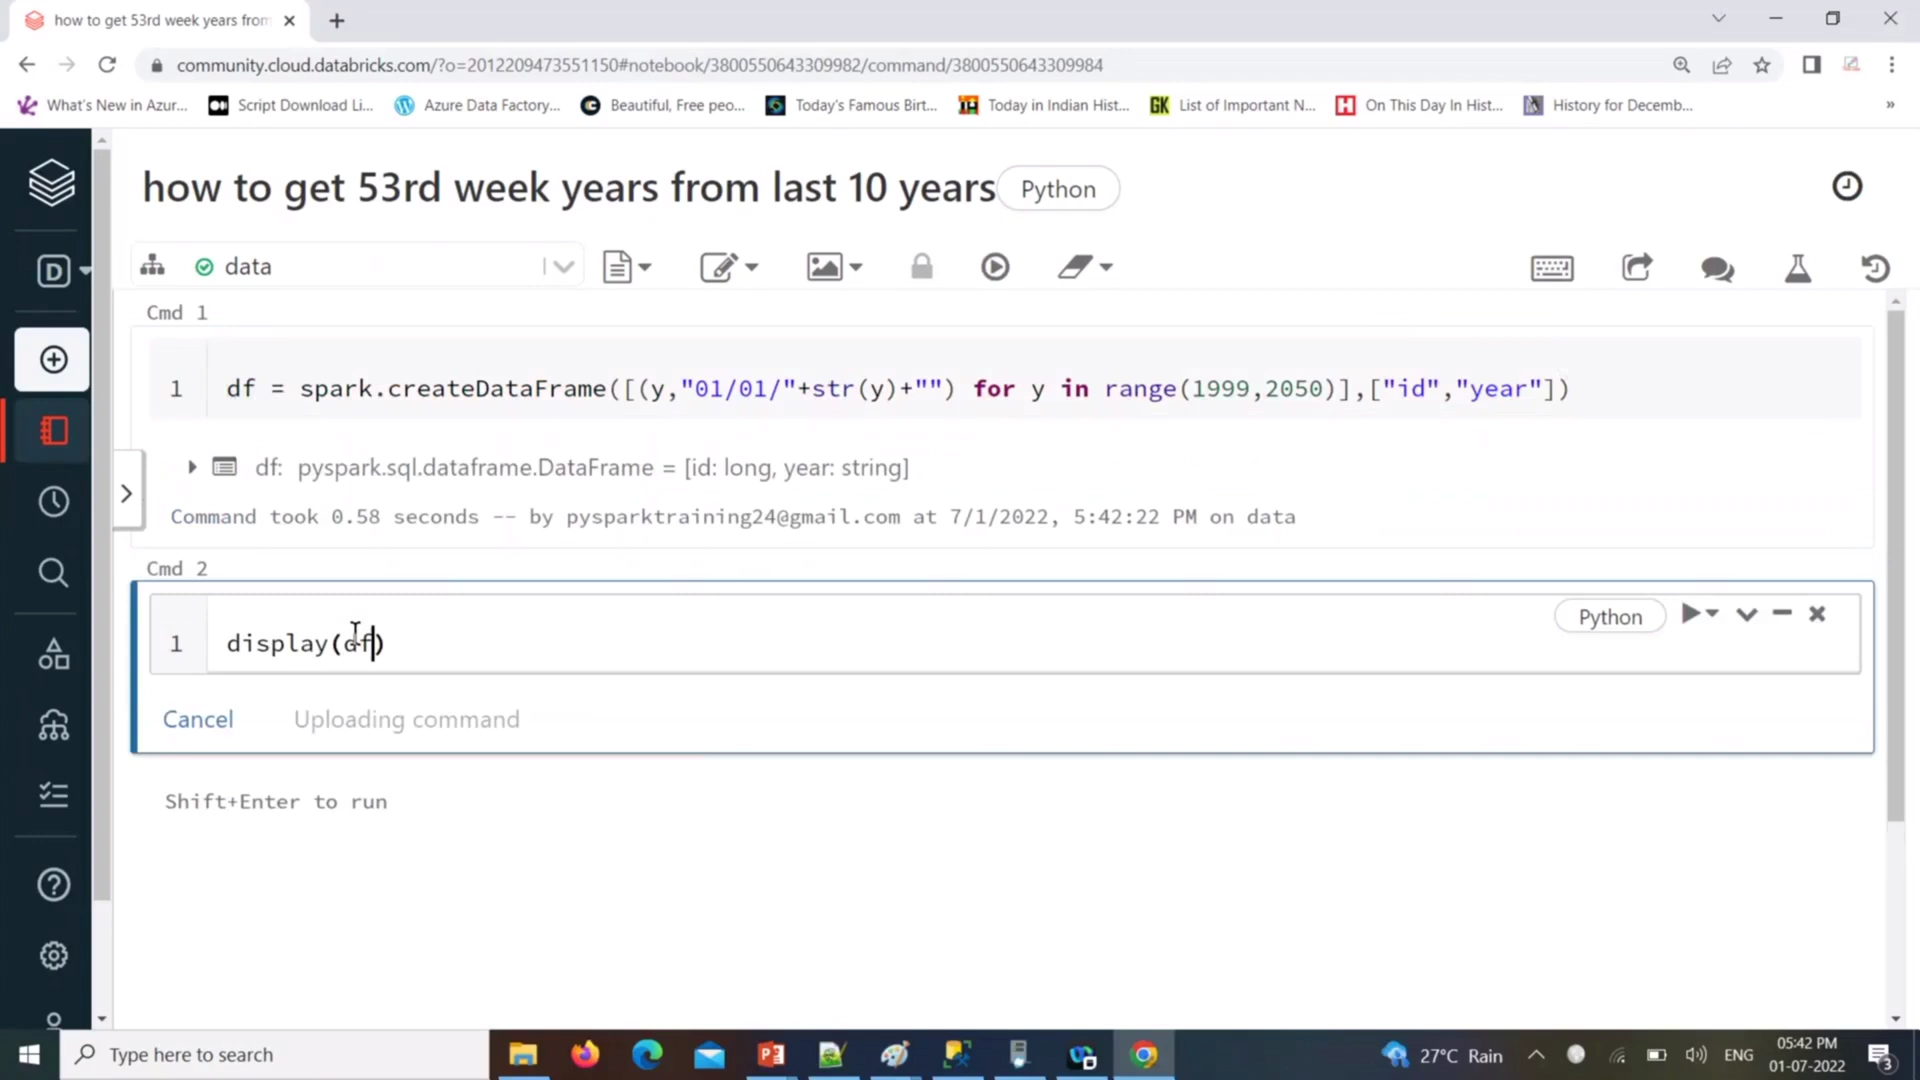 how to get 53rd week years from
community.cloud.databricks.com/?o=2012209473551150#notebook/3800550643309982/command/3800550643309984
What's New in Azur...
Script Download Li...
Azure Data Factory...
Beautiful, Free peo...
Today's Famous Birt...
Today in Indian Hist...
GK
List of Important N...
H
On This Day In Hist...
History for Decemb...
»
how to get 53rd week years from last 10 years
Python
D
data
Cmd 1
1 df = spark.createDataFrame([(y,"01/01/"+str(y)+"") for y in range(1999,2050)],["id","year"])
df: pyspark.sql.dataframe.DataFrame = [id: long, year: string]
Command took 0.58 seconds -- by pysparktraining24@gmail.com at 7/1/2022, 5:42:22 PM on data
Cmd 2
Python
1 display(df)
Cancel Uploading command
Shift+Enter to run
Type here to search
27°C Rain
ENG
05:42 PM
01-07-2022
3